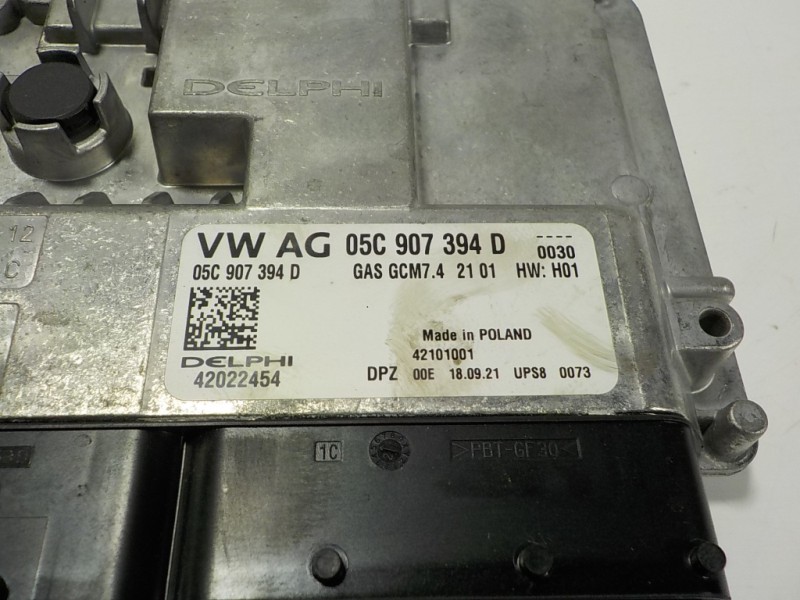 DELPHI
12
C
VW AG 05C 907 394 D ----
0030
05C 907 394 D GAS GCM7.4 21 01 HW: H01
Made in POLAND
DELPHI 42101001
42022454 DPZ 00E 18.09.21 UPS8 0073
1C >PBT-GF30<